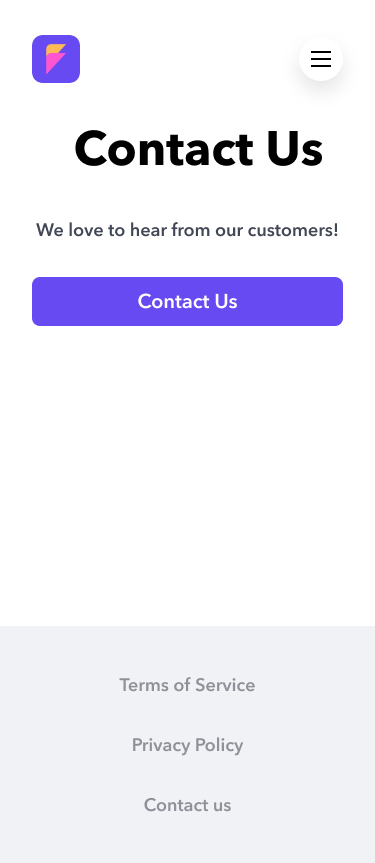 Contact Us
We love to hear from our customers!
Contact Us
Terms of Service
Privacy Policy
Contact us